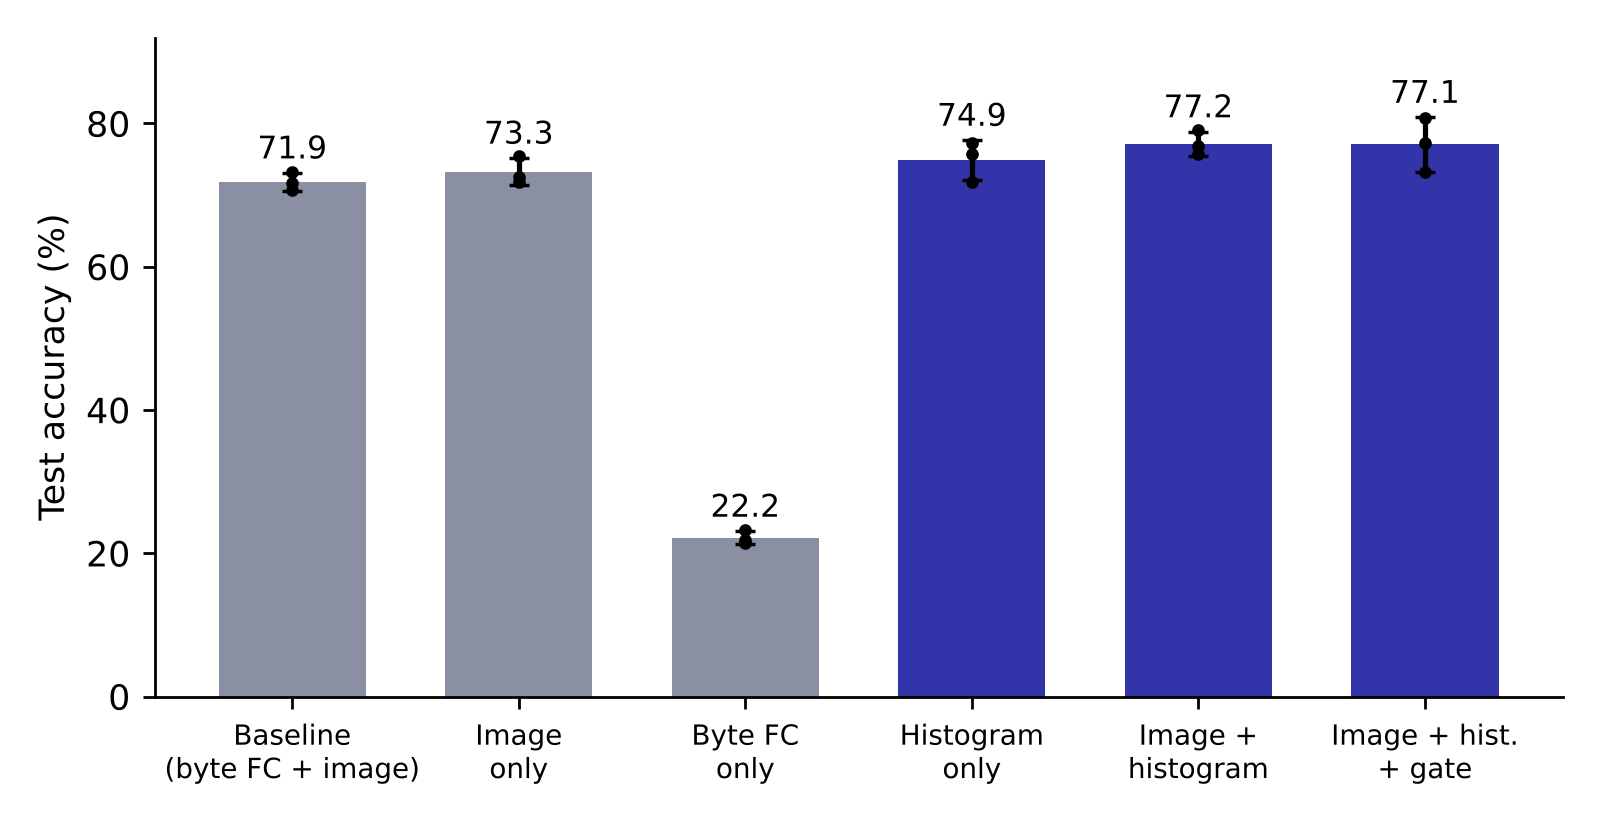 Test accuracy (%)
80
60
40
20
0
71.9
73.3
22.2
74.9
77.2
77.1
Baseline
(byte FC + image)
Image
only
Byte FC
only
Histogram
only
Image +
histogram
Image + hist.
+ gate